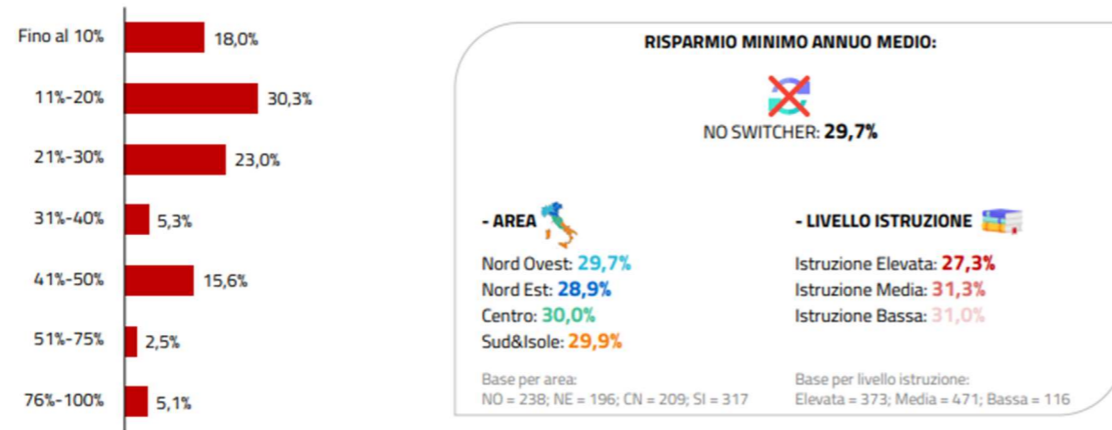 Fino al 10% 18,0%
11%-20% 30,3%
21%-30% 23,0%
31%-40% 5,3%
41%-50% 15,6%
51%-75% 2,5%
76%-100% 5,1%
RISPARMIO MINIMO ANNUO MEDIO:
NO SWITCHER: 29,7%
- AREA
Nord Ovest: 29,7%
Nord Est: 28,9%
Centro: 30,0%
Sud&Isole: 29,9%
Base per area:
NO = 238; NE = 196; CN = 209; SI = 317
- LIVELLO ISTRUZIONE
Istruzione Elevata: 27,3%
Istruzione Media: 31,3%
Istruzione Bassa: 31,0%
Base per livello istruzione:
Elevata = 373; Media = 471; Bassa = 116